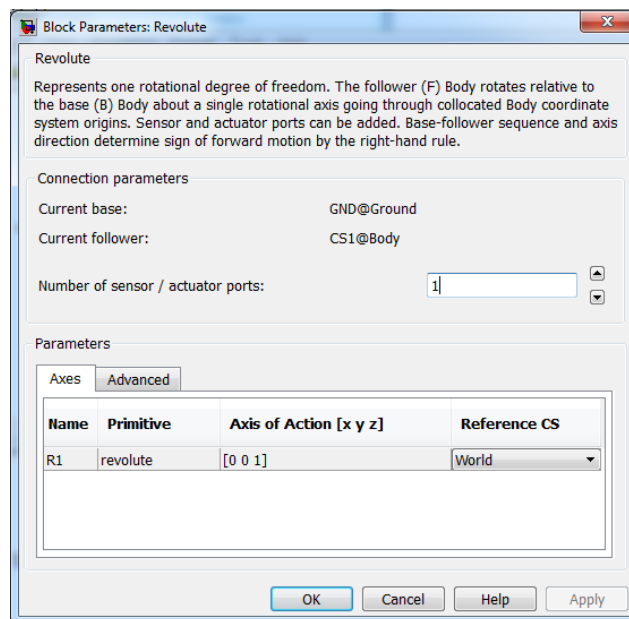 Block Parameters: Revolute
x
Revolute
Represents one rotational degree of freedom. The follower (F) Body rotates relative to
the base (B) Body about a single rotational axis going through collocated Body coordinate
system origins. Sensor and actuator ports can be added. Base-follower sequence and axis
direction determine sign of forward motion by the right-hand rule.
Connection parameters
Current base: GND@Ground
Current follower: CS1@Body
Number of sensor / actuator ports: 1
Parameters
Axes Advanced
Name Primitive Axis of Action [x y z] Reference CS
R1 revolute [0 0 1] World
OK Cancel Help Apply